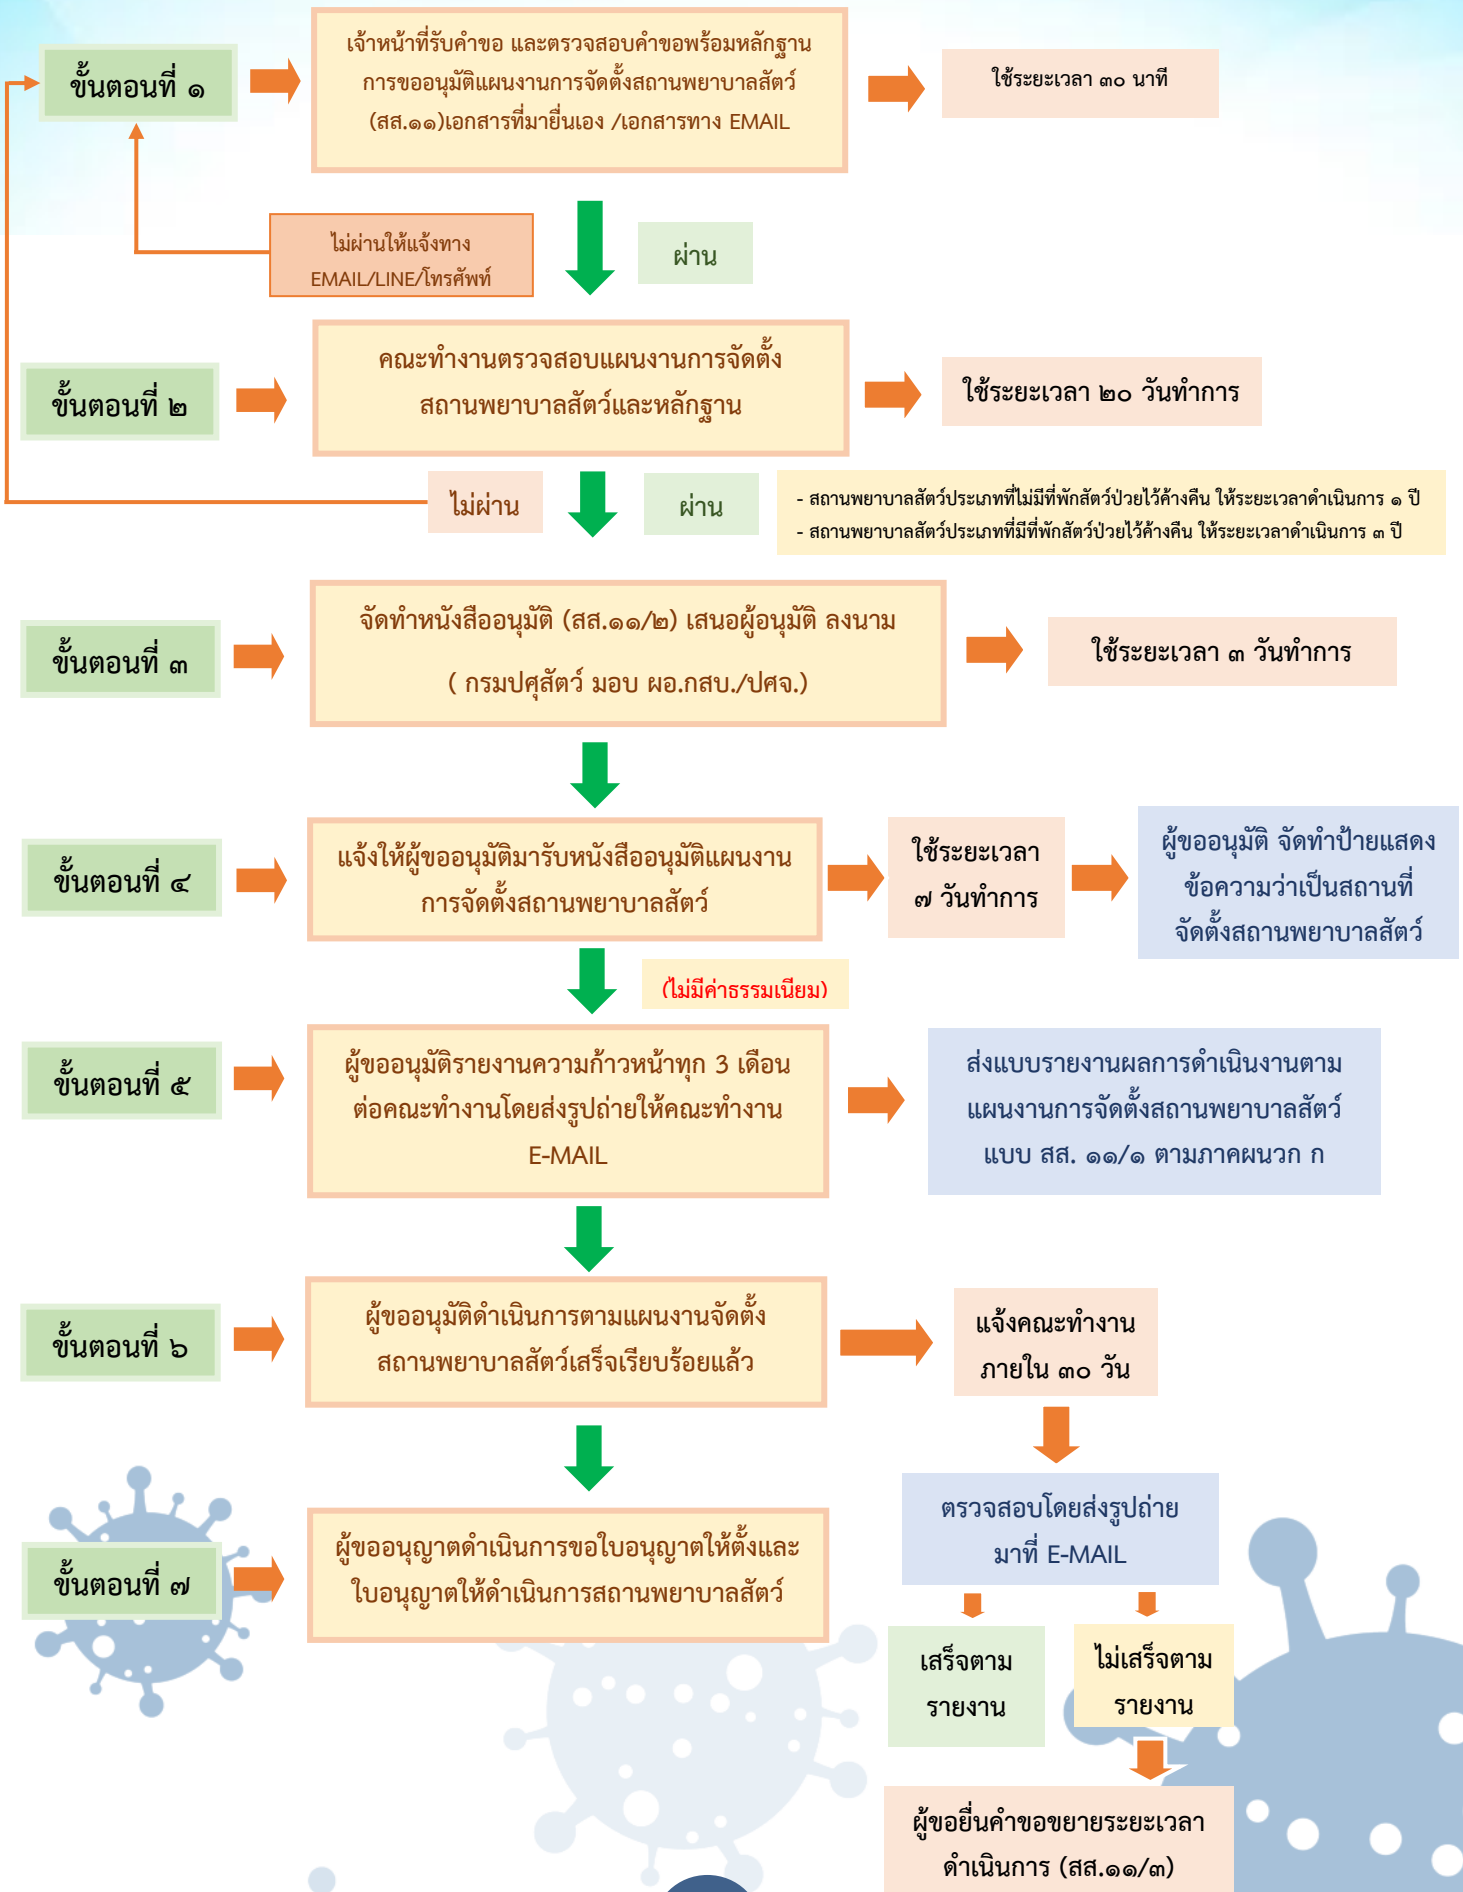 ขั้นตอนที่ ๑
เจ้าหน้าที่รับคำขอ และตรวจสอบคำขอพร้อมหลักฐาน
การขออนุมัติแผนงานการจัดตั้งสถานพยาบาลสัตว์
(สส.๑๑)เอกสารที่มายื่นเอง /เอกสารทาง EMAIL
ใช้ระยะเวลา ๓๐ นาที
ไม่ผ่านให้แจ้งทาง
EMAIL/LINE/โทรศัพท์
ผ่าน
ขั้นตอนที่ ๒
คณะทำงานตรวจสอบแผนงานการจัดตั้ง
สถานพยาบาลสัตว์และหลักฐาน
ใช้ระยะเวลา ๒๐ วันทำการ
ไม่ผ่าน
ผ่าน
- สถานพยาบาลสัตว์ประเภทที่ไม่มีที่พักสัตว์ป่วยไว้ค้างคืน ให้ระยะเวลาดำเนินการ ๑ ปี
- สถานพยาบาลสัตว์ประเภทที่มีที่พักสัตว์ป่วยไว้ค้างคืน ให้ระยะเวลาดำเนินการ ๓ ปี
ขั้นตอนที่ ๓
จัดทำหนังสืออนุมัติ (สส.๑๑/๒) เสนอผู้อนุมัติ ลงนาม
( กรมปศุสัตว์ มอบ ผอ.กสบ./ปศจ.)
ใช้ระยะเวลา ๓ วันทำการ
ขั้นตอนที่ ๔
แจ้งให้ผู้ขออนุมัติมารับหนังสืออนุมัติแผนงาน
การจัดตั้งสถานพยาบาลสัตว์
ใช้ระยะเวลา
๗ วันทำการ
ผู้ขออนุมัติ จัดทำป้ายแสดง
ข้อความว่าเป็นสถานที่
จัดตั้งสถานพยาบาลสัตว์
(ไม่มีค่าธรรมเนียม)
ขั้นตอนที่ ๕
ผู้ขออนุมัติรายงานความก้าวหน้าทุก 3 เดือน
ต่อคณะทำงานโดยส่งรูปถ่ายให้คณะทำงาน
E-MAIL
ส่งแบบรายงานผลการดำเนินงานตาม
แผนงานการจัดตั้งสถานพยาบาลสัตว์
แบบ สส. ๑๑/๑ ตามภาคผนวก ก
ขั้นตอนที่ ๖
ผู้ขออนุมัติดำเนินการตามแผนงานจัดตั้ง
สถานพยาบาลสัตว์เสร็จเรียบร้อยแล้ว
แจ้งคณะทำงาน
ภายใน ๓๐ วัน
ตรวจสอบโดยส่งรูปถ่าย
มาที่ E-MAIL
ขั้นตอนที่ ๗
ผู้ขออนุญาตดำเนินการขอใบอนุญาตให้ตั้งและ
ใบอนุญาตให้ดำเนินการสถานพยาบาลสัตว์
เสร็จตาม
รายงาน
ไม่เสร็จตาม
รายงาน
ผู้ขอยื่นคำขอขยายระยะเวลา
ดำเนินการ (สส.๑๑/๓)